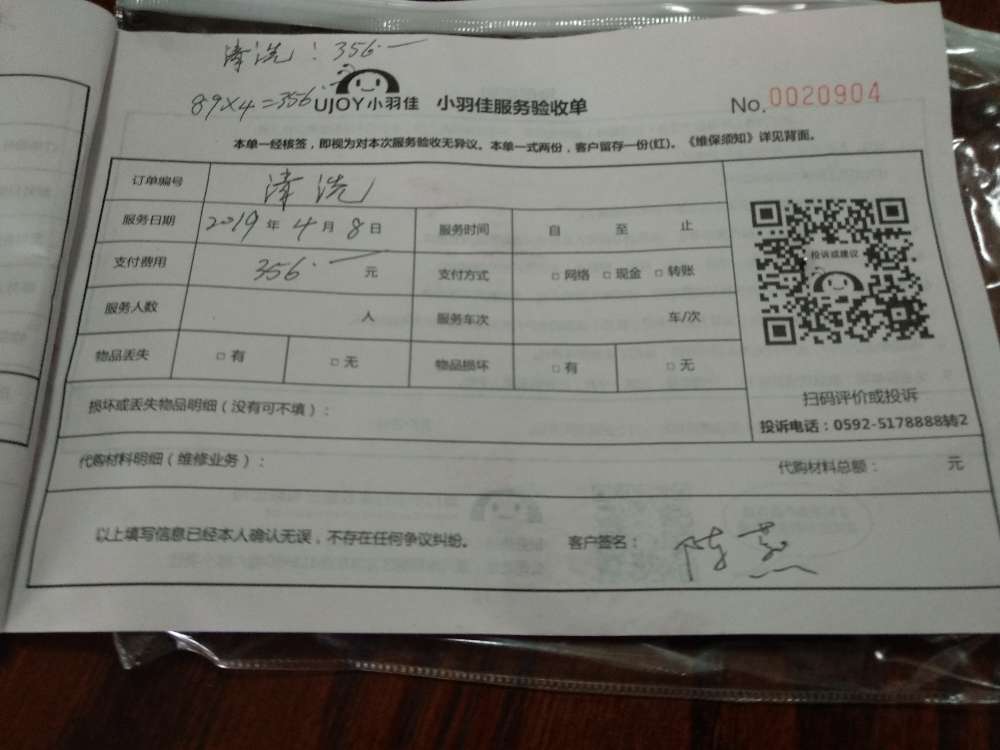 清洗：356.一
89×4=356.一
UJOY小羽佳 小羽佳服务验收单 No.0020904
本单一经核签，即视为对本次服务验收无异议。本单一式两份，客户留存一份(红)。《维保须知》详见背面。
订单编号 清洗
服务日期 2019年4月8日 服务时间 自 至 止
支付费用 356.一元 支付方式 □网络 □现金 □转账
投诉或建议
服务人数 人 服务车次 车/次
物品丢失 □有 □无 物品损坏 □有 □无
扫码评价或投诉
投诉电话：0592-5178888转2
损坏或丢失物品明细（没有可不填）：
代购材料明细（维修业务）： 代购材料总额： 元
以上填写信息已经本人确认无误，不存在任何争议纠纷。 客户签名： 陈燕